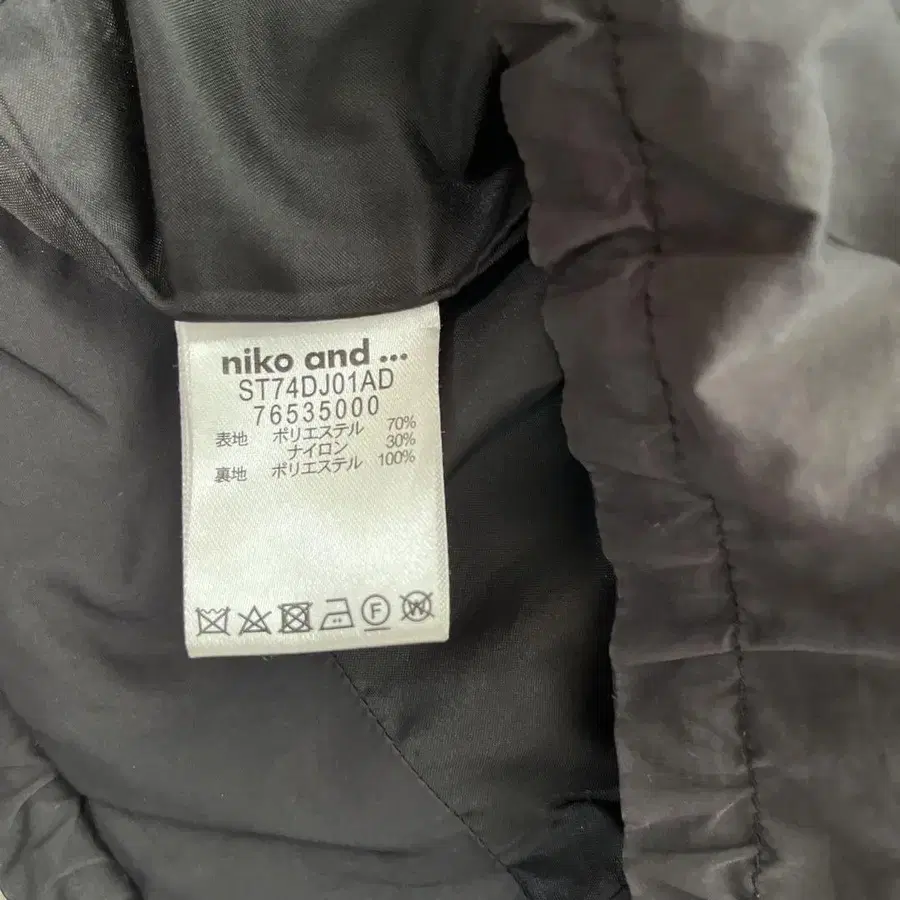 niko and ...
ST74DJ01AD
76535000
表地 ポリエステル 70%
ナイロン 30%
裏地 ポリエステル 100%
F
W